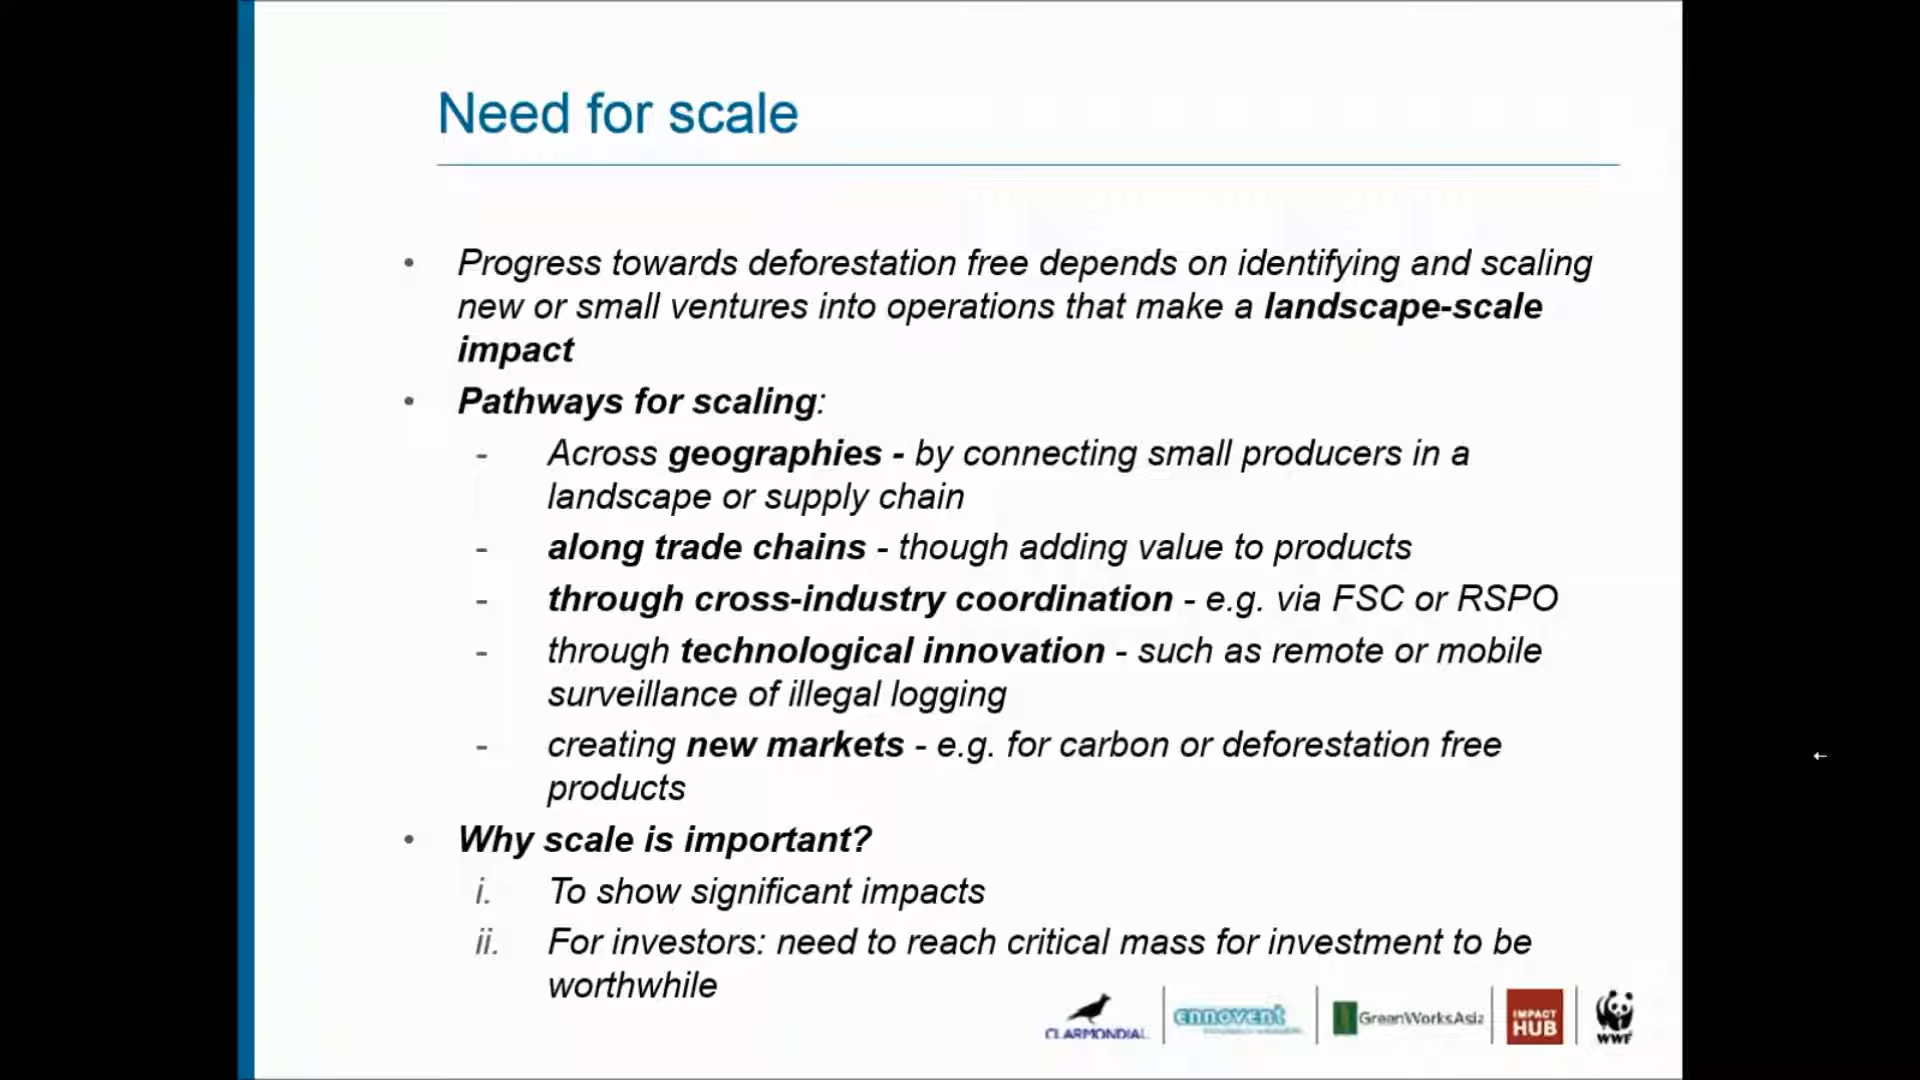 Need for scale
• Progress towards deforestation free depends on identifying and scaling
new or small ventures into operations that make a landscape-scale
impact
• Pathways for scaling:
- Across geographies - by connecting small producers in a
landscape or supply chain
- along trade chains - though adding value to products
- through cross-industry coordination - e.g. via FSC or RSPO
- through technological innovation - such as remote or mobile
surveillance of illegal logging
- creating new markets - e.g. for carbon or deforestation free
products
• Why scale is important?
i. To show significant impacts
ii. For investors: need to reach critical mass for investment to be
worthwhile
CLARMONDIAL
ennovent
GreenWorksAsia
IMPACT
HUB
WWF